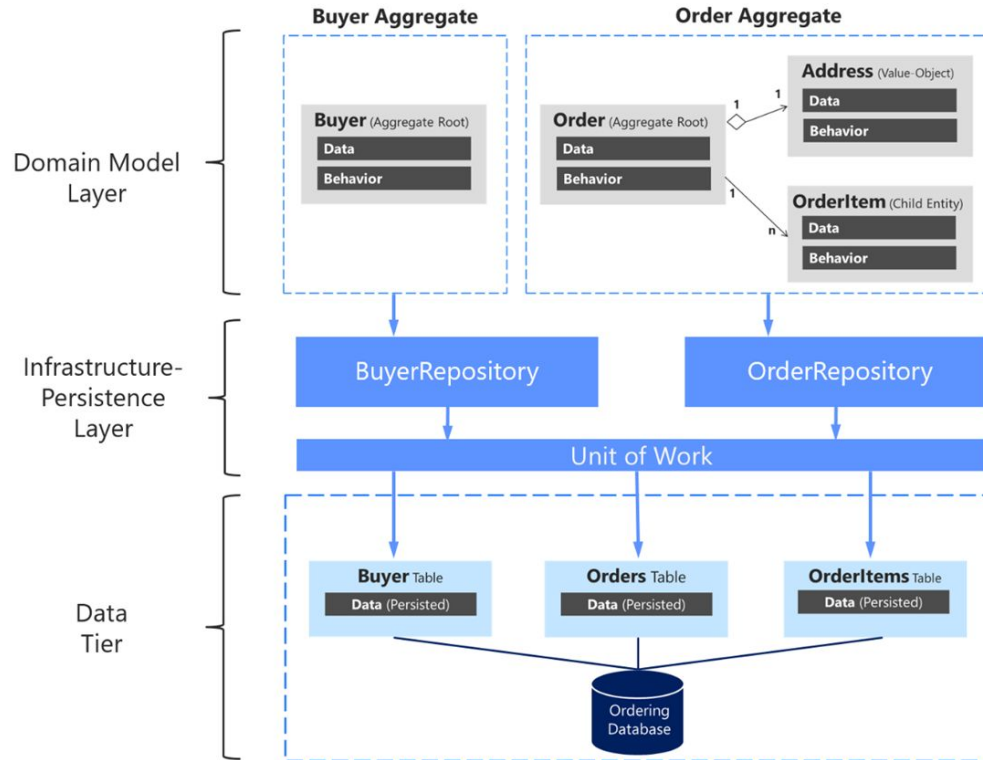 Buyer Aggregate
Order Aggregate
Domain Model
Layer
Buyer (Aggregate Root)
Data
Behavior
Order (Aggregate Root)
Data
Behavior
1
1
Address (Value-Object)
Data
Behavior
1
n
OrderItem (Child Entity)
Data
Behavior
Infrastructure-
Persistence
Layer
BuyerRepository
OrderRepository
Unit of Work
Data
Tier
Buyer Table
Data (Persisted)
Orders Table
Data (Persisted)
OrderItems Table
Data (Persisted)
Ordering
Database